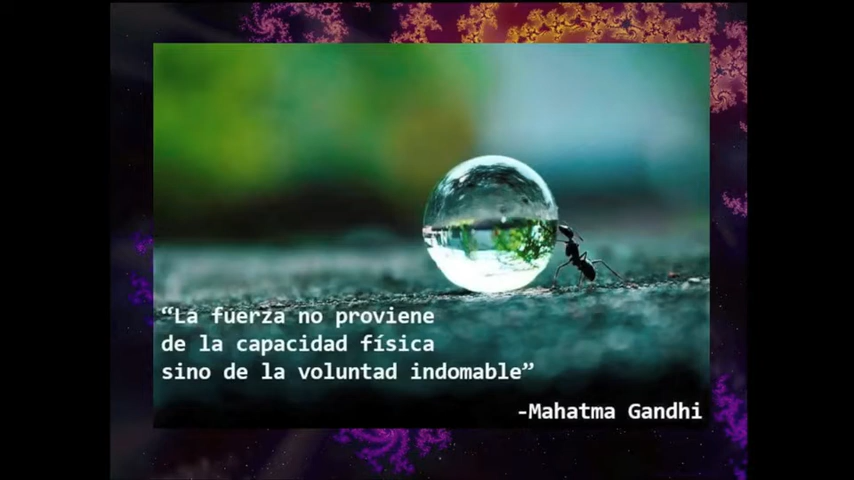 “La fuerza no proviene
de la capacidad física
sino de la voluntad indomable”
-Mahatma Gandhi